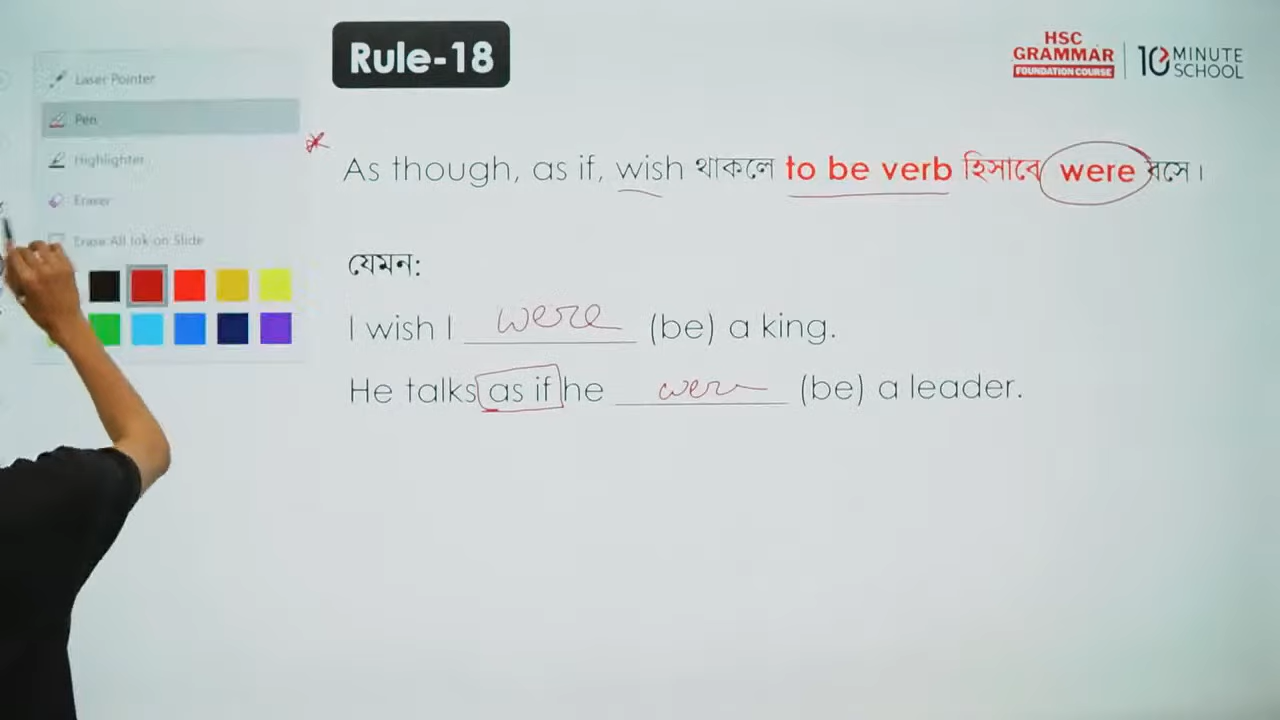 Rule-18
HSC
GRAMMAR
FOUNDATION COURSE
10 MINUTE
SCHOOL
Laser Pointer
Pen
Highlighter
Eraser
Erase All Ink on Slide
As though, as if, wish থাকলে to be verb হিসাবে were বসে।
যেমন:
I wish I were (be) a king.
He talks as if he were (be) a leader.